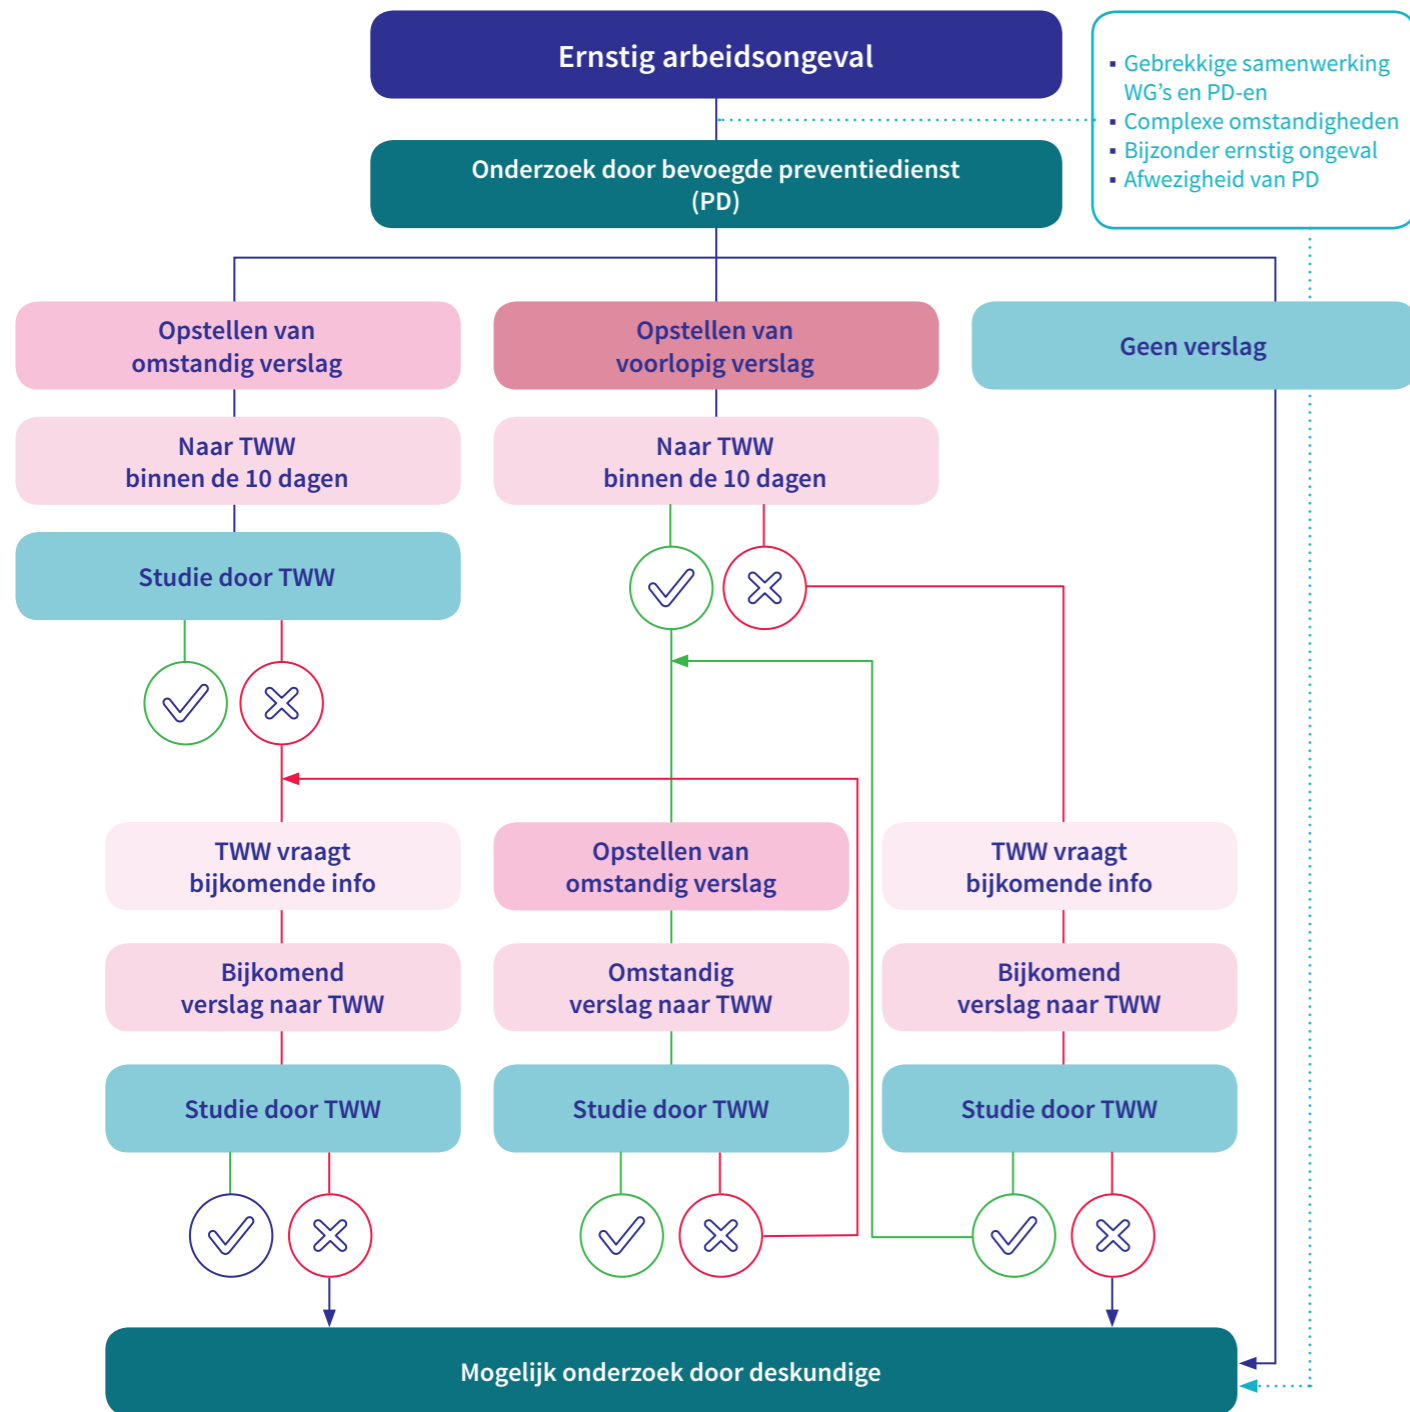 Ernstig arbeidsongeval
▪ Gebrekkige samenwerking
WG's en PD-en
▪ Complexe omstandigheden
▪ Bijzonder ernstig ongeval
▪ Afwezigheid van PD
Onderzoek door bevoegde preventiedienst
(PD)
Opstellen van
omstandig verslag
Opstellen van
voorlopig verslag
Geen verslag
Naar TWW
binnen de 10 dagen
Naar TWW
binnen de 10 dagen
Studie door TWW
TWW vraagt
bijkomende info
Opstellen van
omstandig verslag
TWW vraagt
bijkomende info
Bijkomend
verslag naar TWW
Omstandig
verslag naar TWW
Bijkomend
verslag naar TWW
Studie door TWW
Studie door TWW
Studie door TWW
Mogelijk onderzoek door deskundige